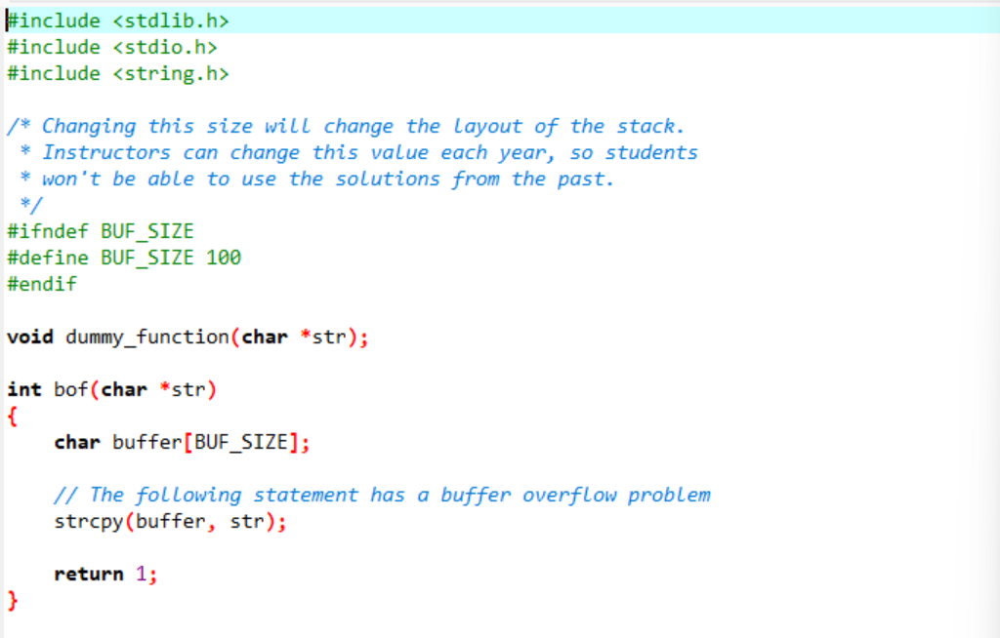 #include <stdlib.h>
#include <stdio.h>
#include <string.h>
/* Changing this size will change the layout of the stack.
 * Instructors can change this value each year, so students
 * won't be able to use the solutions from the past.
 */
#ifndef BUF_SIZE
#define BUF_SIZE 100
#endif
void dummy_function(char *str);
int bof(char *str)
{
    char buffer[BUF_SIZE];
    // The following statement has a buffer overflow problem
    strcpy(buffer, str);
    return 1;
}